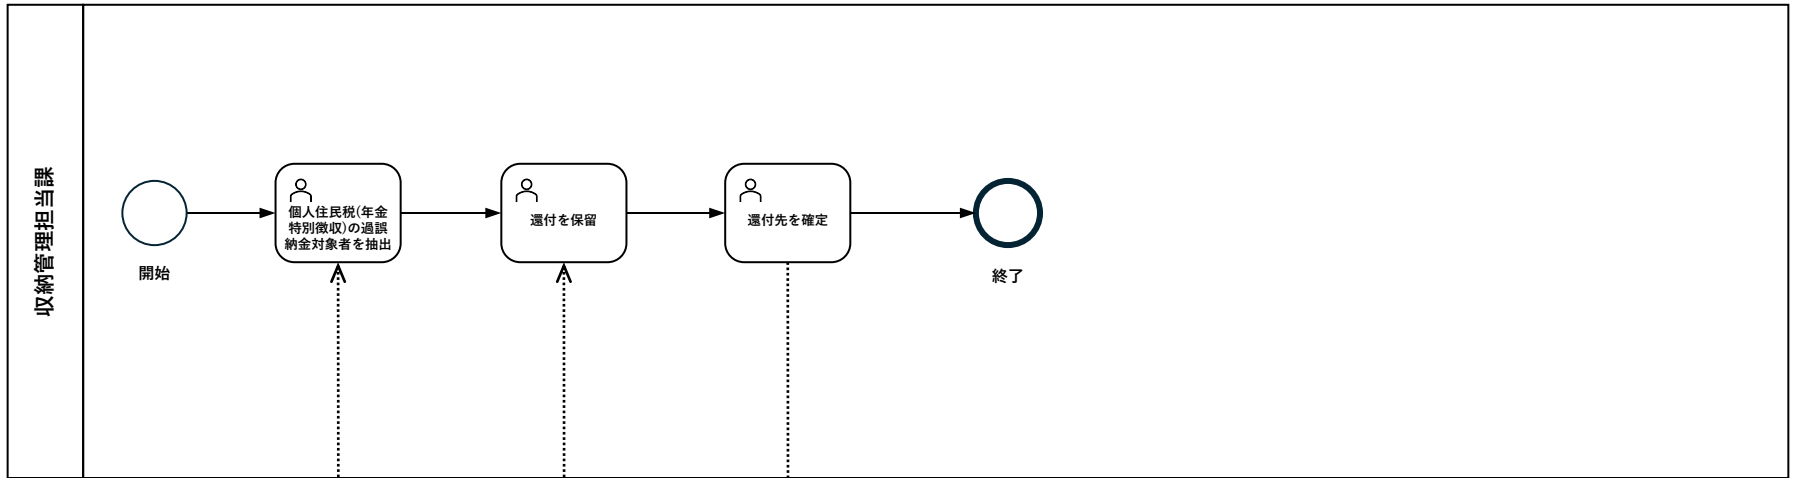 収納管理担当課
開始
個人住民税(年金
特別徴収)の過誤
納金対象者を抽出
還付を保留
還付先を確定
終了